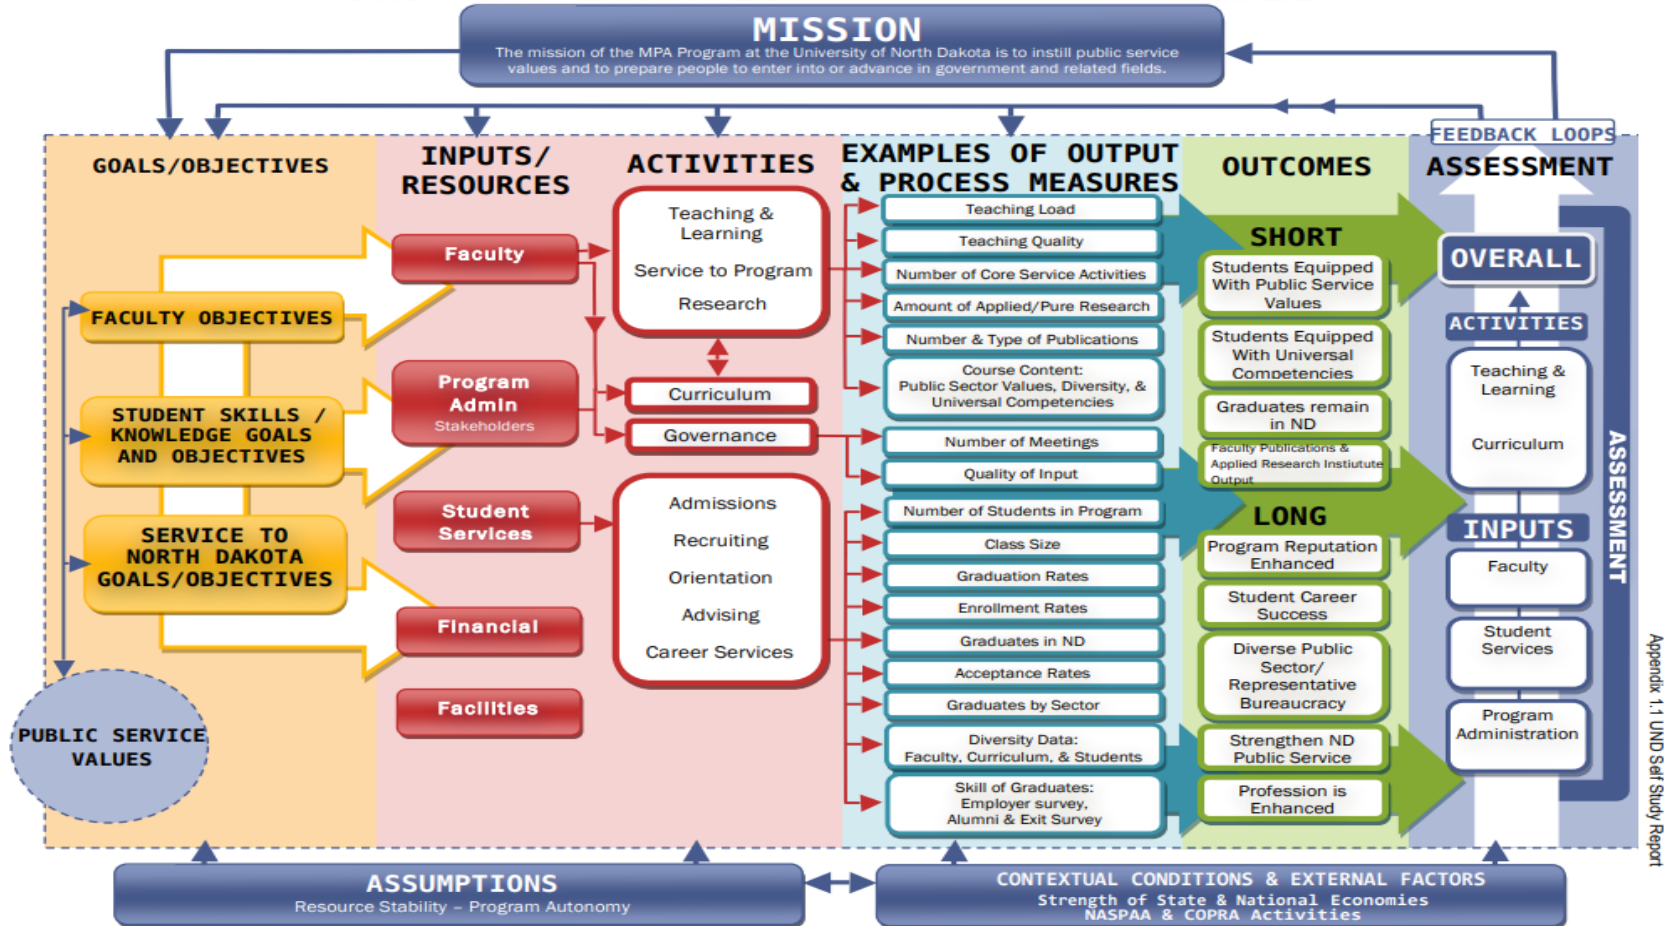 MISSION
The mission of the MPA Program at the University of North Dakota is to instill public service
values and to prepare people to enter into or advance in government and related fields.
FEEDBACK LOOPS
GOALS/OBJECTIVES
FACULTY OBJECTIVES
STUDENT SKILLS /
KNOWLEDGE GOALS
AND OBJECTIVES
SERVICE TO
NORTH DAKOTA
GOALS/OBJECTIVES
PUBLIC SERVICE
VALUES
INPUTS/
RESOURCES
Faculty
Program
Admin
Stakeholders
Student
Services
Financial
Facilities
ACTIVITIES
Teaching &
Learning
Service to Program
Research
Curriculum
Governance
Admissions
Recruiting
Orientation
Advising
Career Services
EXAMPLES OF OUTPUT
& PROCESS MEASURES
Teaching Load
Teaching Quality
Number of Core Service Activities
Amount of Applied/Pure Research
Number & Type of Publications
Course Content:
Public Sector Values, Diversity, &
Universal Competencies
Number of Meetings
Quality of Input
Number of Students in Program
Class Size
Graduation Rates
Enrollment Rates
Graduates in ND
Acceptance Rates
Graduates by Sector
Diversity Data:
Faculty, Curriculum, & Students
Skill of Graduates:
Employer survey,
Alumni & Exit Survey
OUTCOMES
SHORT
Students Equipped
With Public Service
Values
Students Equipped
With Universal
Competencies
Graduates remain
in ND
Faculty Publications &
Applied Research Instiutute
Output
LONG
Program Reputation
Enhanced
Student Career
Success
Diverse Public
Sector/
Representative
Bureaucracy
Strengthen ND
Public Service
Profession is
Enhanced
ASSESSMENT
OVERALL
ACTIVITIES
Teaching &
Learning
Curriculum
INPUTS
Faculty
Student
Services
Program
Administration
ASSESSMENT
Appendix 1.1 UND Self Study Report
ASSUMPTIONS
Resource Stability – Program Autonomy
CONTEXTUAL CONDITIONS & EXTERNAL FACTORS
Strength of State & National Economies
NASPAA & COPRA Activities